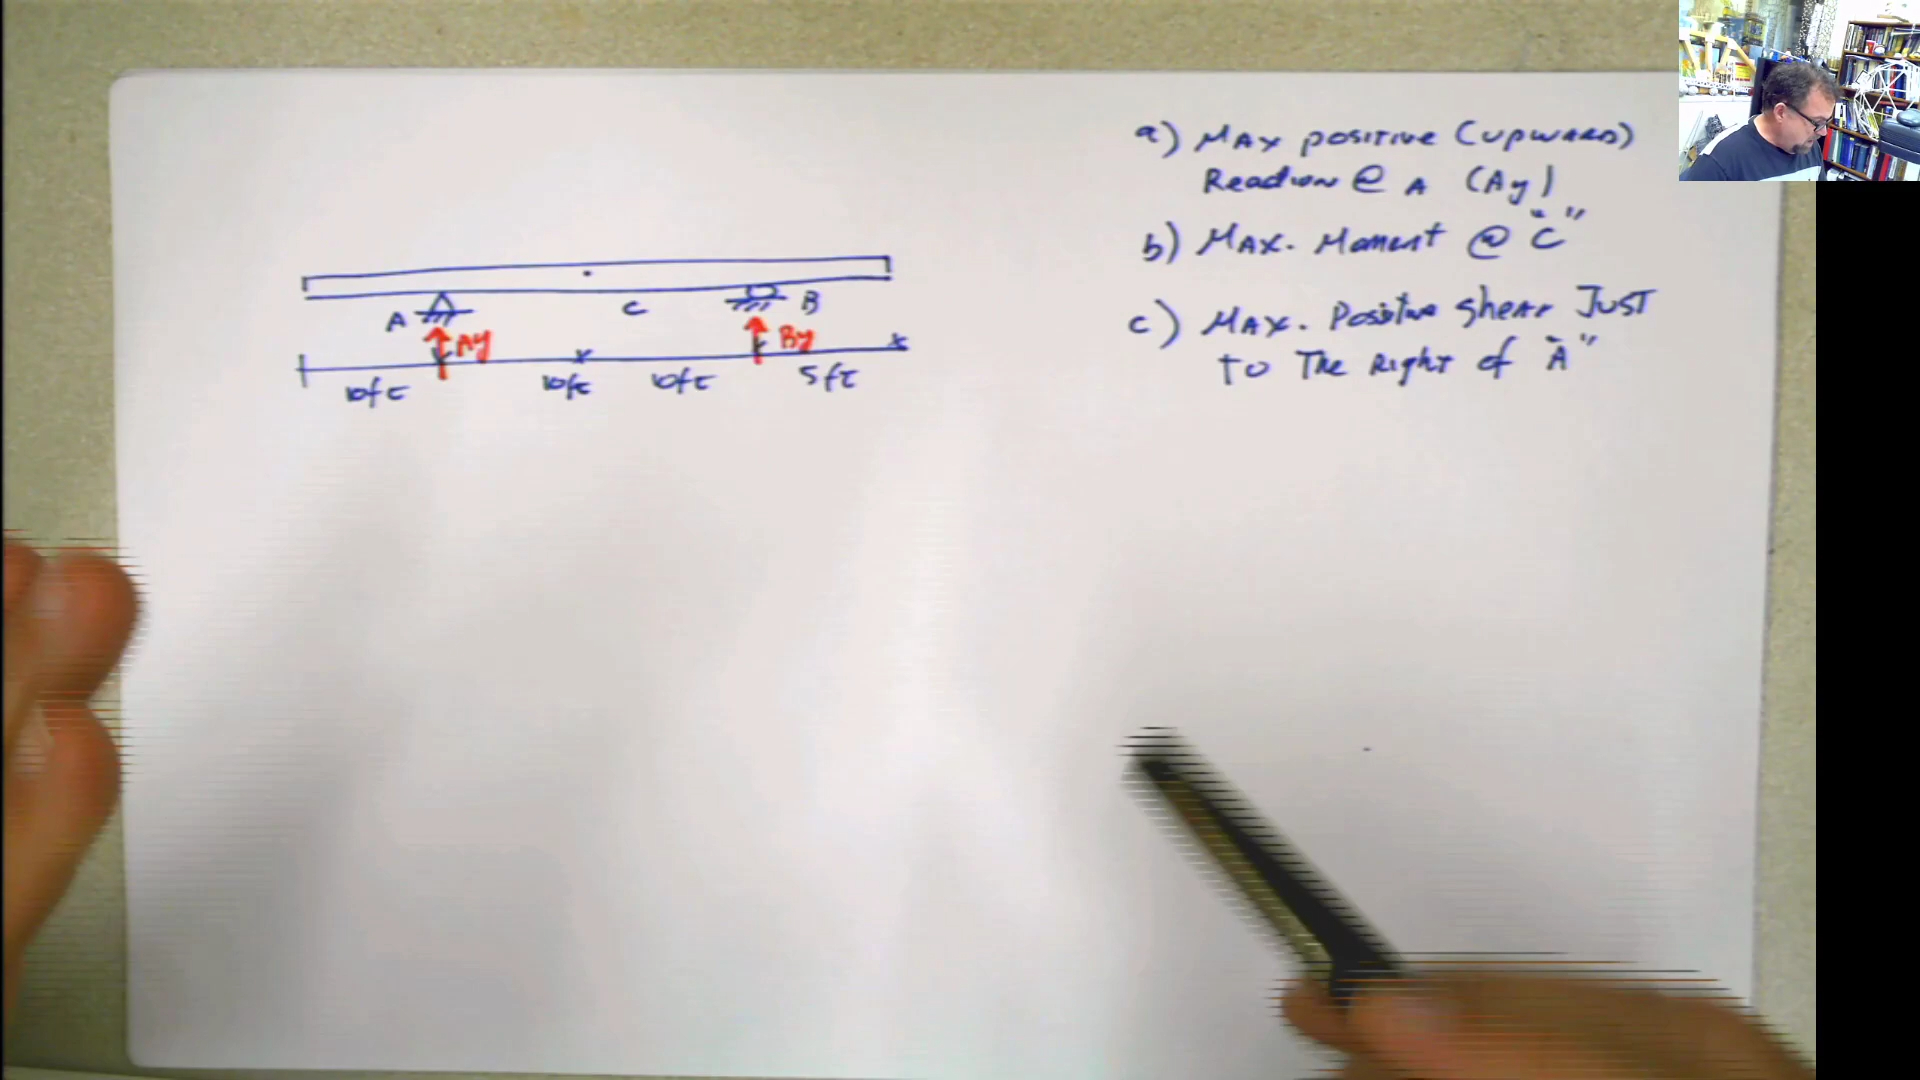 a) Max positive (upward)
Reaction @ A (Ay)
b) Max. Moment @ "C"
c) Max. Positive Shear Just
to The Right of "A"
A C B
Ay By
10ft 10ft 10ft 5ft